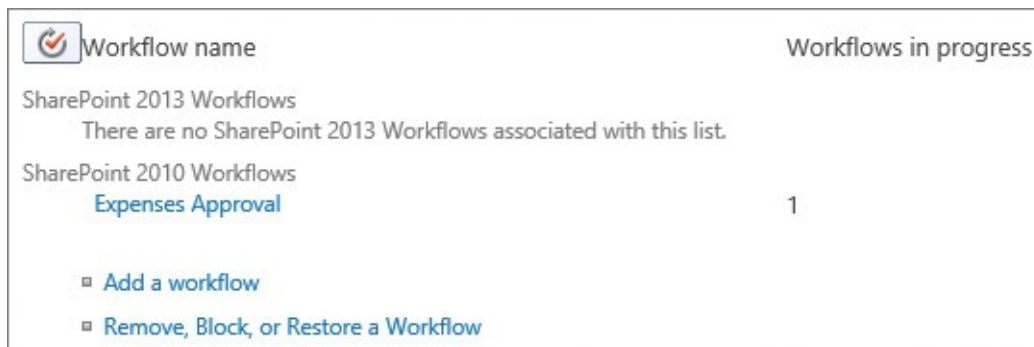 Workflow name Workflows in progress
SharePoint 2013 Workflows
There are no SharePoint 2013 Workflows associated with this list.
SharePoint 2010 Workflows
Expenses Approval 1
Add a workflow
Remove, Block, or Restore a Workflow